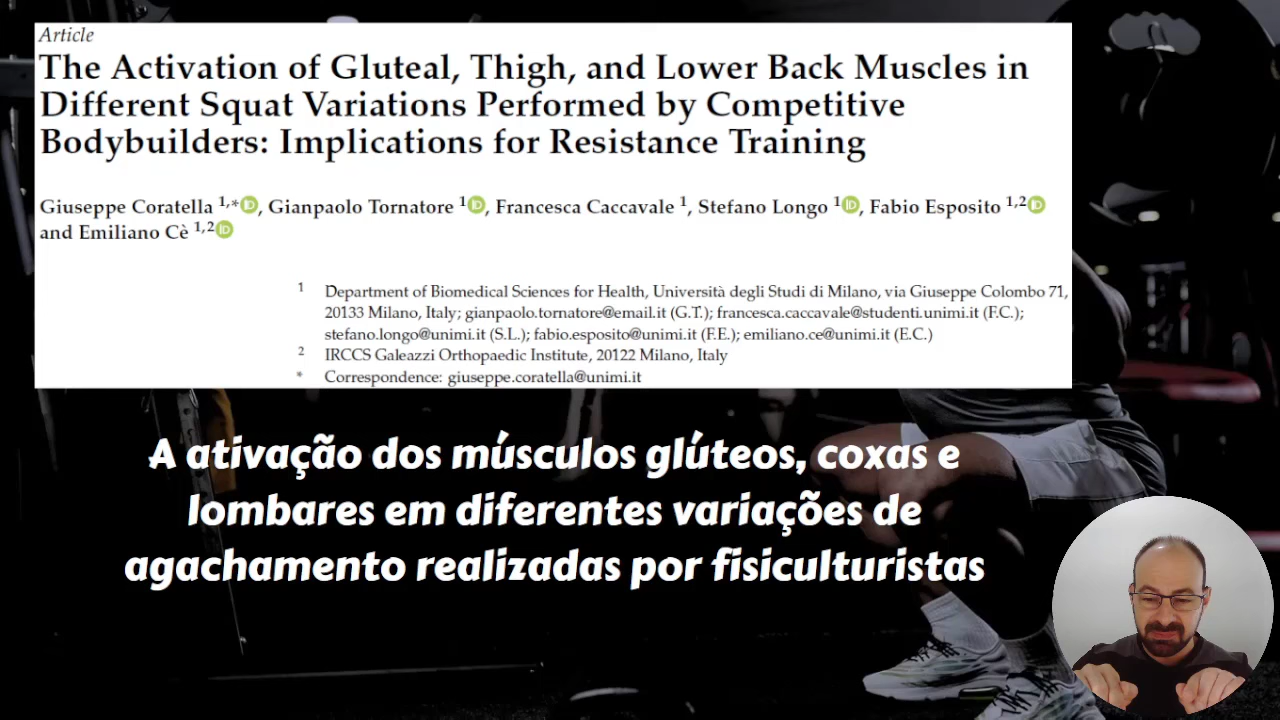 Article
The Activation of Gluteal, Thigh, and Lower Back Muscles in
Different Squat Variations Performed by Competitive
Bodybuilders: Implications for Resistance Training
Giuseppe Coratella 1,* iD, Gianpaolo Tornatore 1 iD, Francesca Caccavale 1, Stefano Longo 1 iD, Fabio Esposito 1,2 iD
and Emiliano Cè 1,2 iD
1 Department of Biomedical Sciences for Health, Università degli Studi di Milano, via Giuseppe Colombo 71,
20133 Milano, Italy; gianpaolo.tornatore@email.it (G.T.); francesca.caccavale@studenti.unimi.it (F.C.);
stefano.longo@unimi.it (S.L.); fabio.esposito@unimi.it (F.E.); emiliano.ce@unimi.it (E.C.)
2 IRCCS Galeazzi Orthopaedic Institute, 20122 Milano, Italy
* Correspondence: giuseppe.coratella@unimi.it
A ativação dos músculos glúteos, coxas e
lombares em diferentes variações de
agachamento realizadas por fisiculturistas